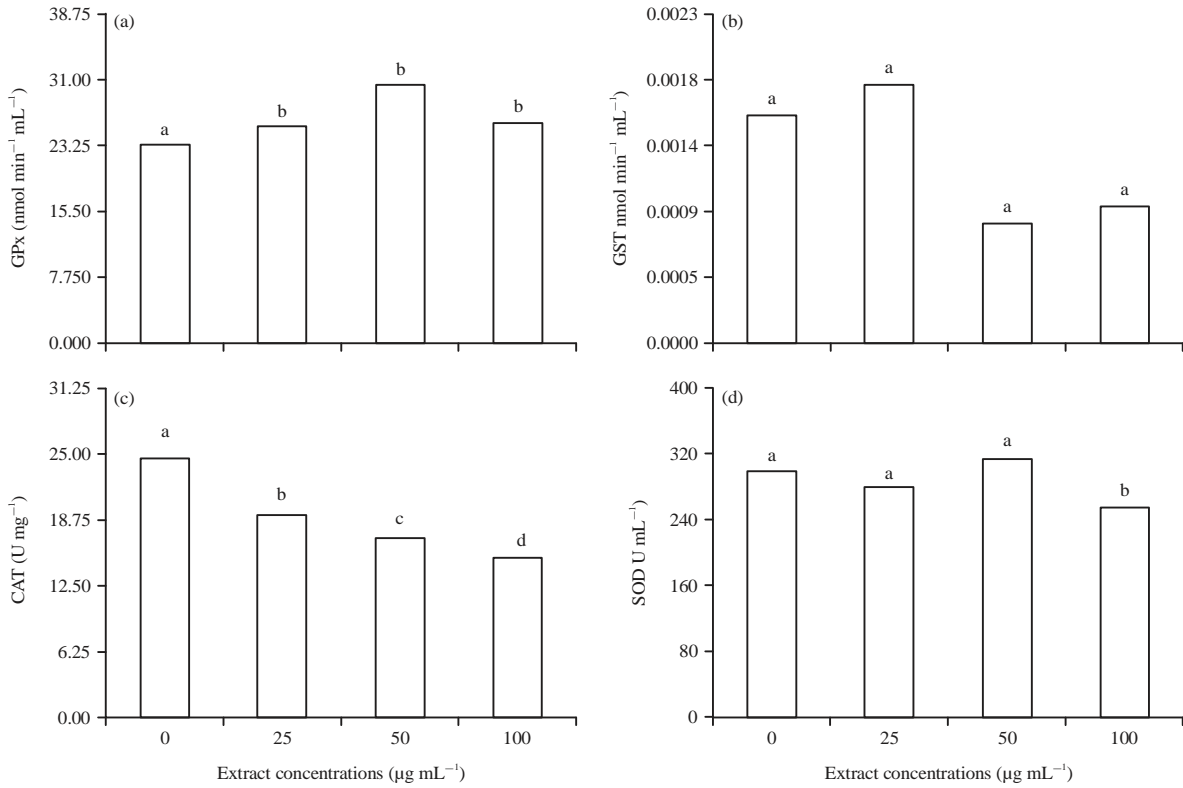 (a)
GPx (nmol min⁻¹ mL⁻¹)
38.75
31.00
23.25
15.50
7.750
0.000
a
b
b
b
(b)
GST nmol min⁻¹ mL⁻¹)
0.0023
0.0018
0.0014
0.0009
0.0005
0.0000
a
a
a
a
(c)
CAT (U mg⁻¹)
31.25
25.00
18.75
12.50
6.25
0.00
a
b
c
d
0 25 50 100
Extract concentrations (µg mL⁻¹)
(d)
SOD U mL⁻¹)
400
320
240
160
80
0
a
a
a
b
0 25 50 100
Extract concentrations (µg mL⁻¹)